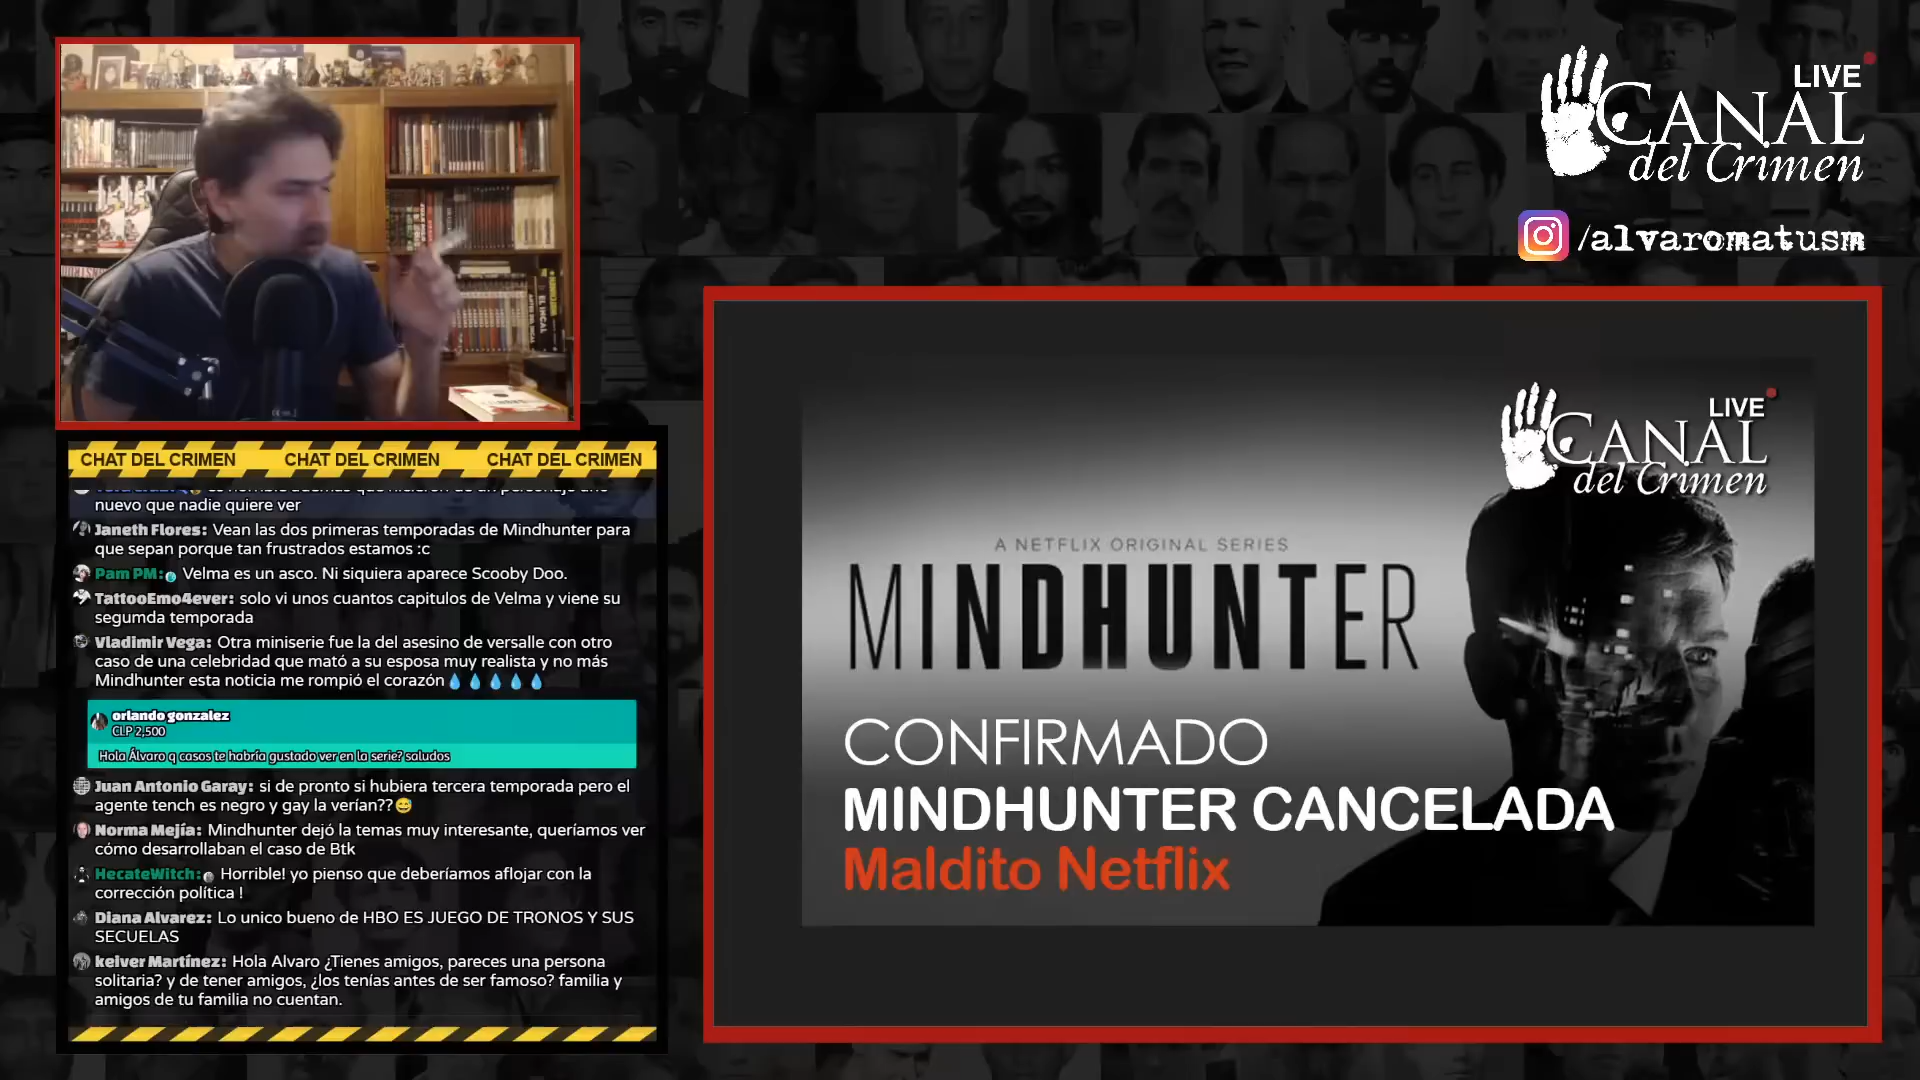 LIVE
CANAL
del Crimen
/alvaromatusm
CHAT DEL CRIMEN CHAT DEL CRIMEN CHAT DEL CRIMEN
nuevo que nadie quiere ver
Janeth Flores: Vean las dos primeras temporadas de Mindhunter para
que sepan porque tan frustrados estamos :c
Pam PM: Velma es un asco. Ni siquiera aparece Scooby Doo.
TattooEmo4ever: solo vi unos cuantos capitulos de Velma y viene su
segumda temporada
Vladimir Vega: Otra miniserie fue la del asesino de versalle con otro
caso de una celebridad que mató a su esposa muy realista y no más
Mindhunter esta noticia me rompió el corazón💧💧💧💧💧
orlando gonzalez
CLP 2,500
Hola Álvaro q casos te habría gustado ver en la serie? saludos
Juan Antonio Garay: si de pronto si hubiera tercera temporada pero el
agente tench es negro y gay la verían??😅
Norma Mejía: Mindhunter dejó la temas muy interesante, queríamos ver
cómo desarrollaban el caso de Btk
HecateWitch: Horrible! yo pienso que deberíamos aflojar con la
corrección política !
Diana Alvarez: Lo unico bueno de HBO ES JUEGO DE TRONOS Y SUS
SECUELAS
keiver Martínez: Hola Alvaro ¿Tienes amigos, pareces una persona
solitaria? y de tener amigos, ¿los tenías antes de ser famoso? familia y
amigos de tu familia no cuentan.
LIVE
CANAL
del Crimen
A NETFLIX ORIGINAL SERIES
MINDHUNTER
CONFIRMADO
MINDHUNTER CANCELADA
Maldito Netflix
EL INCAL